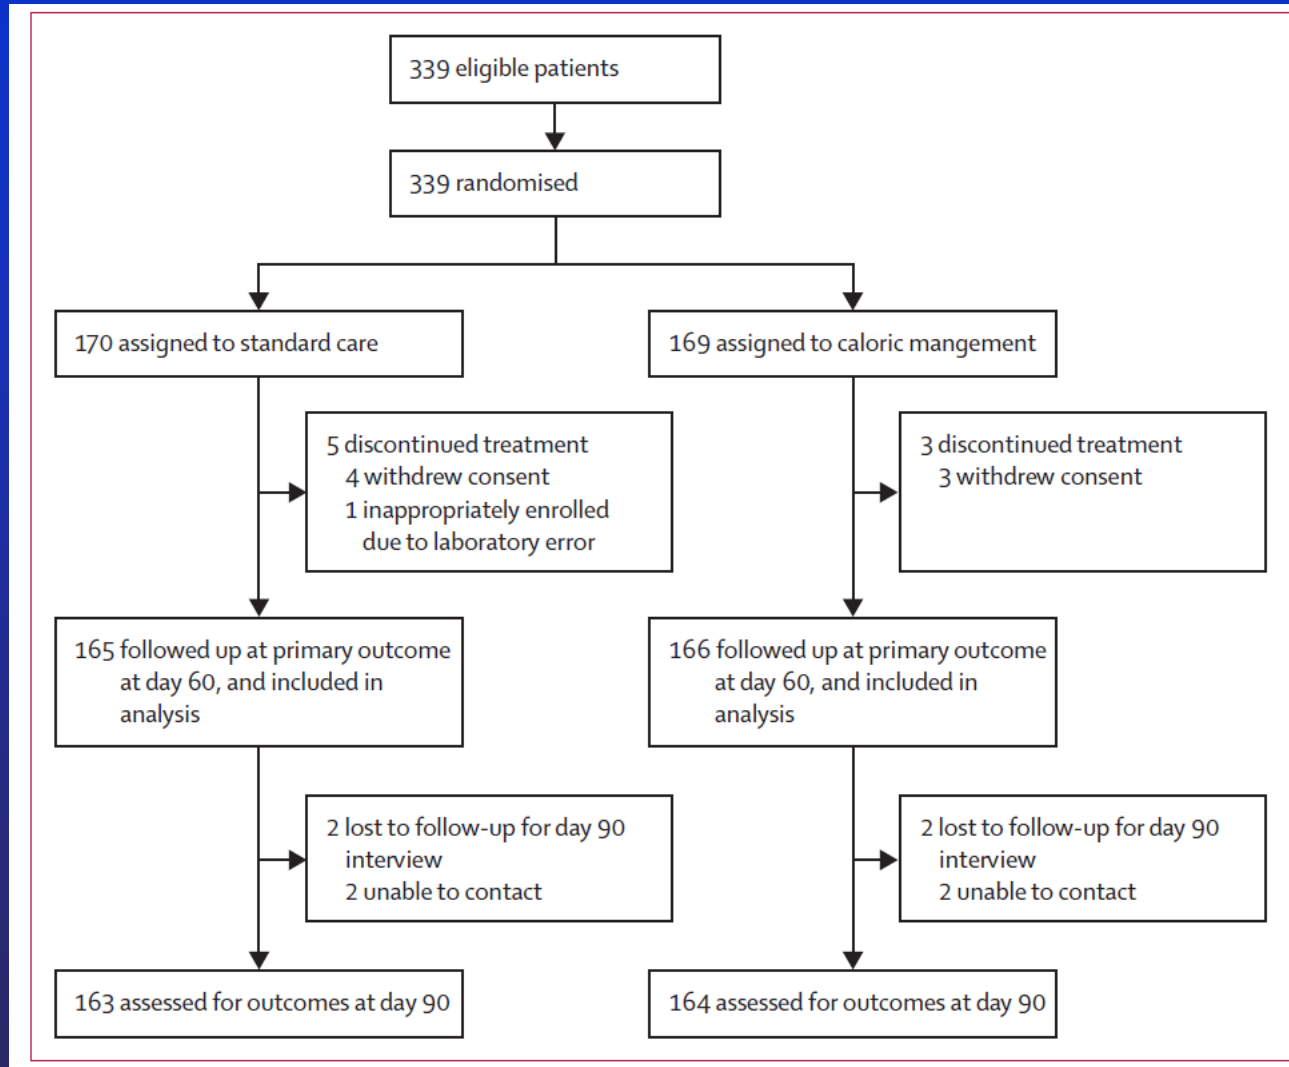 339 eligible patients
339 randomised
170 assigned to standard care
169 assigned to caloric mangement
5 discontinued treatment
4 withdrew consent
1 inappropriately enrolled
due to laboratory error
3 discontinued treatment
3 withdrew consent
165 followed up at primary outcome
at day 60, and included in
analysis
166 followed up at primary outcome
at day 60, and included in
analysis
2 lost to follow-up for day 90
interview
2 unable to contact
2 lost to follow-up for day 90
interview
2 unable to contact
163 assessed for outcomes at day 90
164 assessed for outcomes at day 90